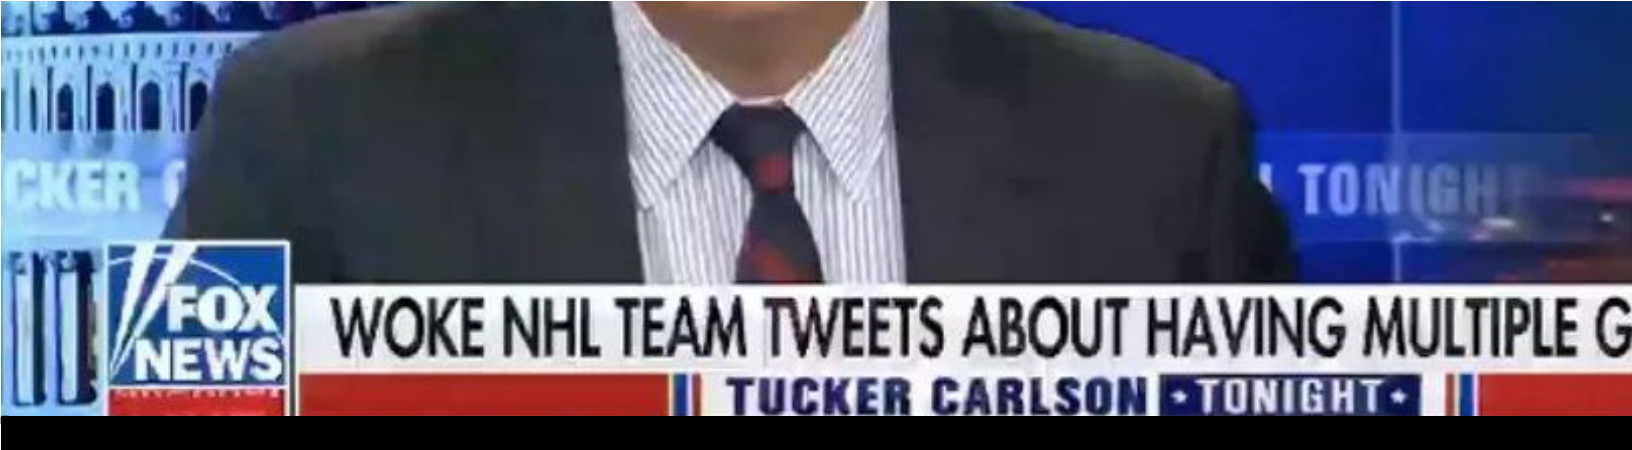 CKER
TONIGH
FOX
NEWS
WOKE NHL TEAM TWEETS ABOUT HAVING MULTIPLE G
TUCKER CARLSON TONIGHT